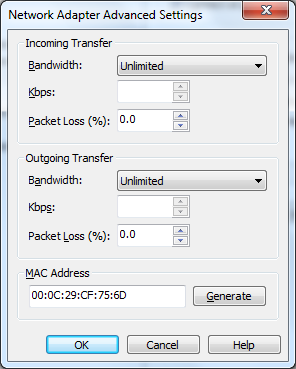 Network Adapter Advanced Settings
Incoming Transfer
Bandwidth: Unlimited
Kbps:
Packet Loss (%): 0.0
Outgoing Transfer
Bandwidth: Unlimited
Kbps:
Packet Loss (%): 0.0
MAC Address
00:0C:29:CF:75:6D Generate
OK Cancel Help